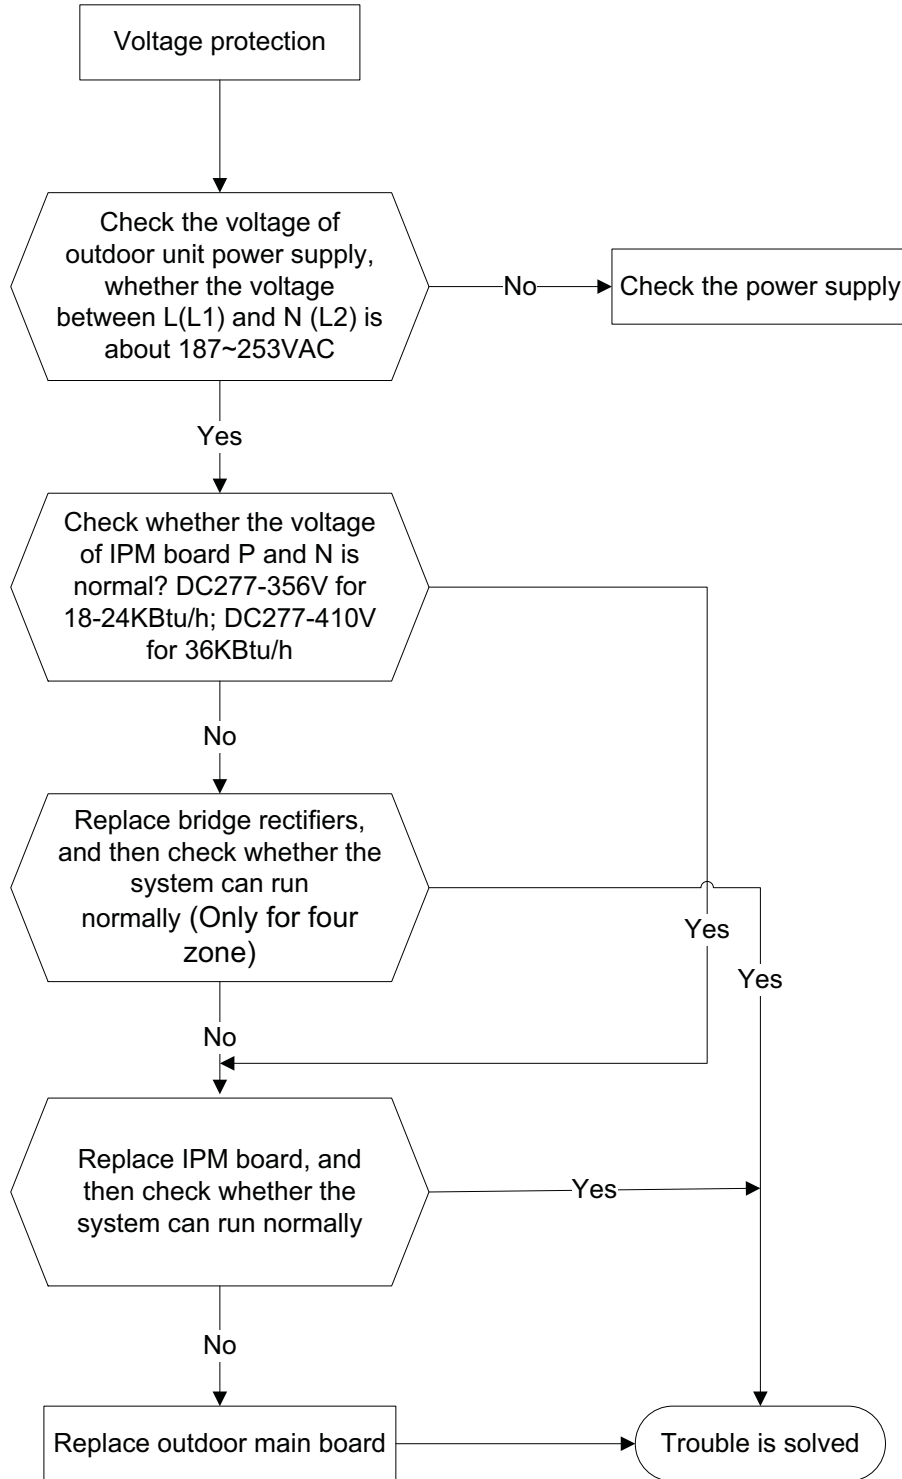 Voltage protection
Check the voltage of
outdoor unit power supply,
whether the voltage
between L(L1) and N (L2) is
about 187~253VAC
No
Check the power supply
Yes
Check whether the voltage
of IPM board P and N is
normal? DC277-356V for
18-24KBtu/h; DC277-410V
for 36KBtu/h
No
Replace bridge rectifiers,
and then check whether the
system can run
normally (Only for four
zone)
Yes
Yes
No
Replace IPM board, and
then check whether the
system can run normally
Yes
No
Replace outdoor main board
Trouble is solved